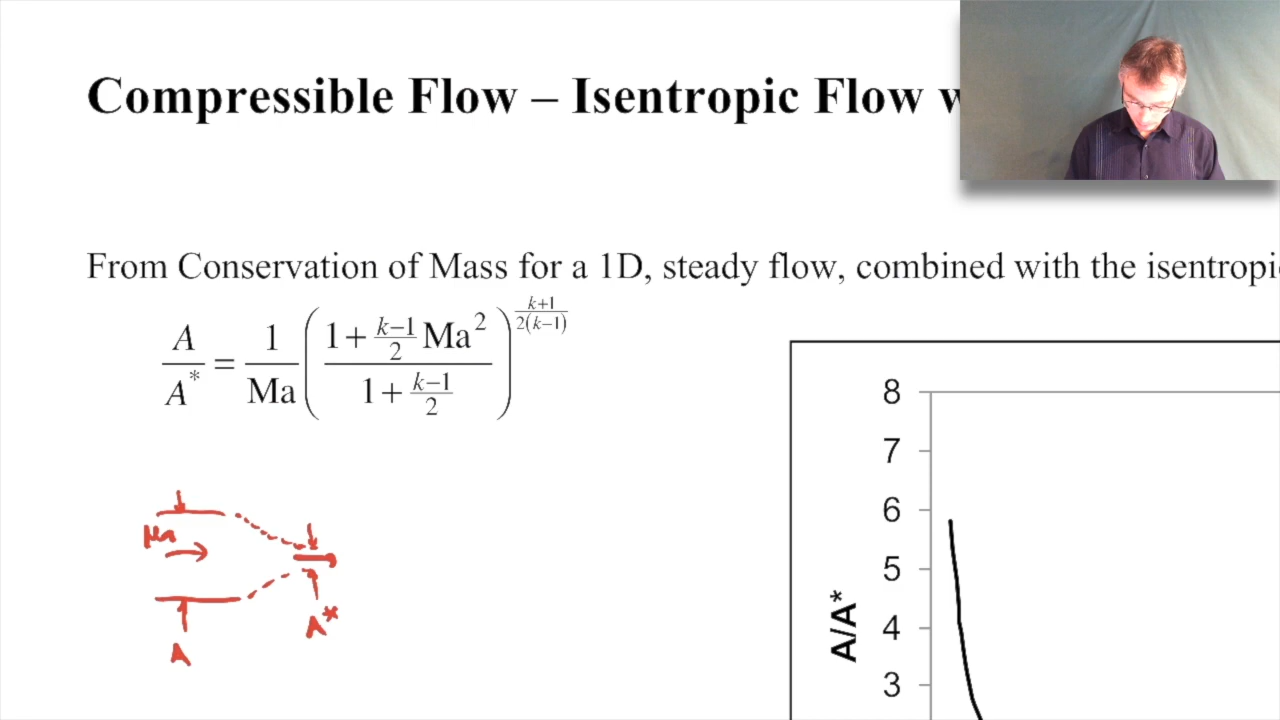 Compressible Flow – Isentropic Flow
From Conservation of Mass for a 1D, steady flow, combined with the
A/A* = 1/Ma ((1+ k−1/2 Ma²)/(1+ k−1/2))^(k+1/2(k−1))
Ma
A
A*
A/A*
8
7
6
5
4
3